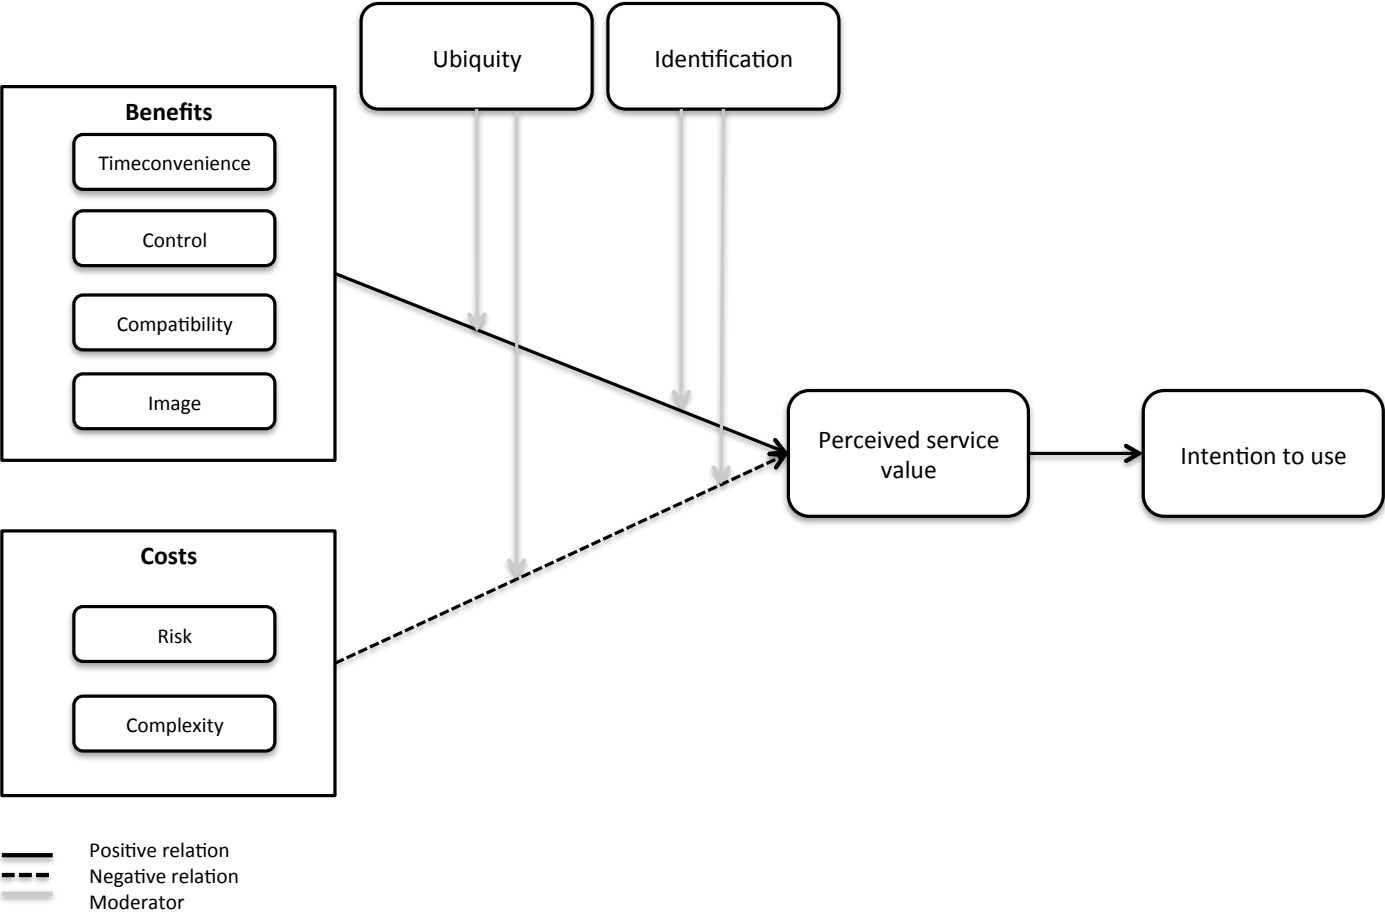 Ubiquity
Identification
Benefits
Timeconvenience
Control
Compatibility
Image
Perceived service
value
Intention to use
Costs
Risk
Complexity
Positive relation
Negative relation
Moderator